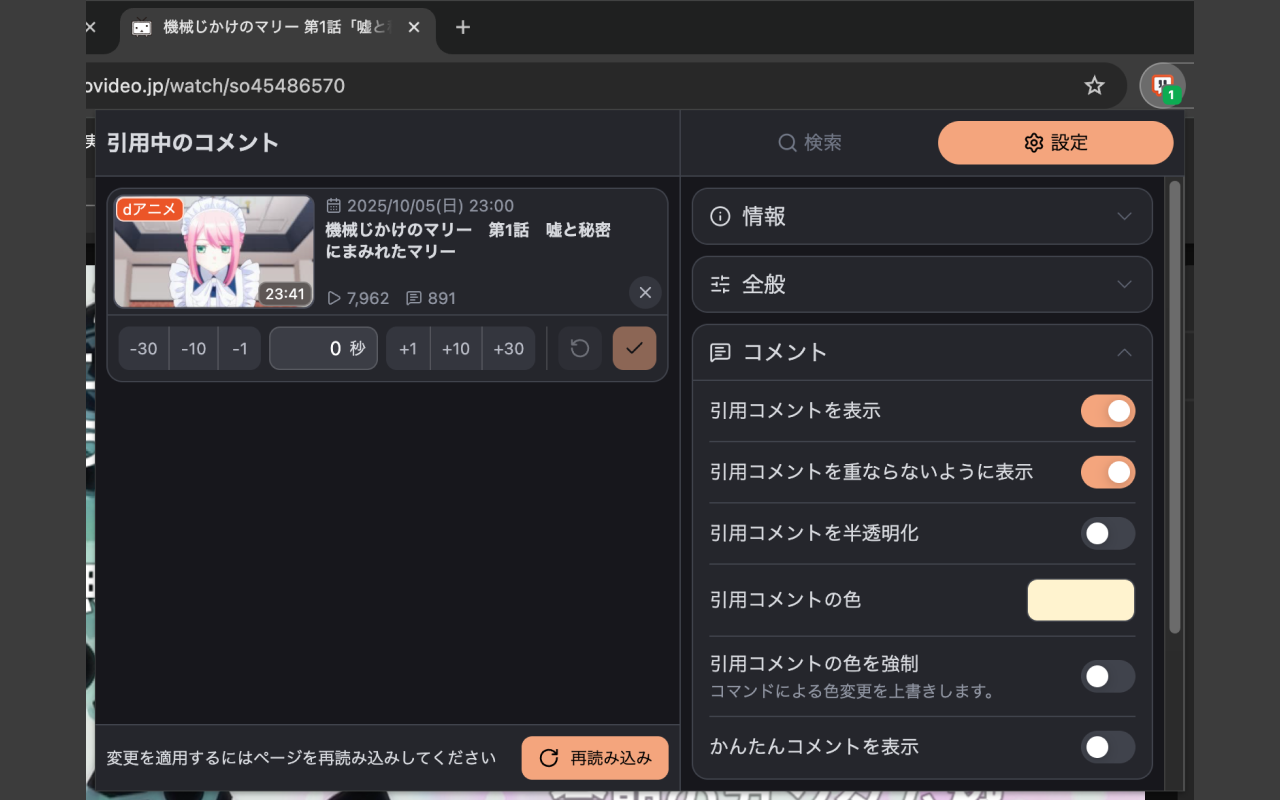 機械じかけのマリー 第1話「嘘と
ovideo.jp/watch/so45486570
1
実
引用中のコメント
検索
設定
dアニメ
23:41
2025/10/05(日) 23:00
機械じかけのマリー　第1話　嘘と秘密
にまみれたマリー
7,962 891
-30 -10 -1 0 秒 +1 +10 +30
変更を適用するにはページを再読み込みしてください
再読み込み
情報
全般
コメント
引用コメントを表示
引用コメントを重ならないように表示
引用コメントを半透明化
引用コメントの色
引用コメントの色を強制
コマンドによる色変更を上書きします。
かんたんコメントを表示